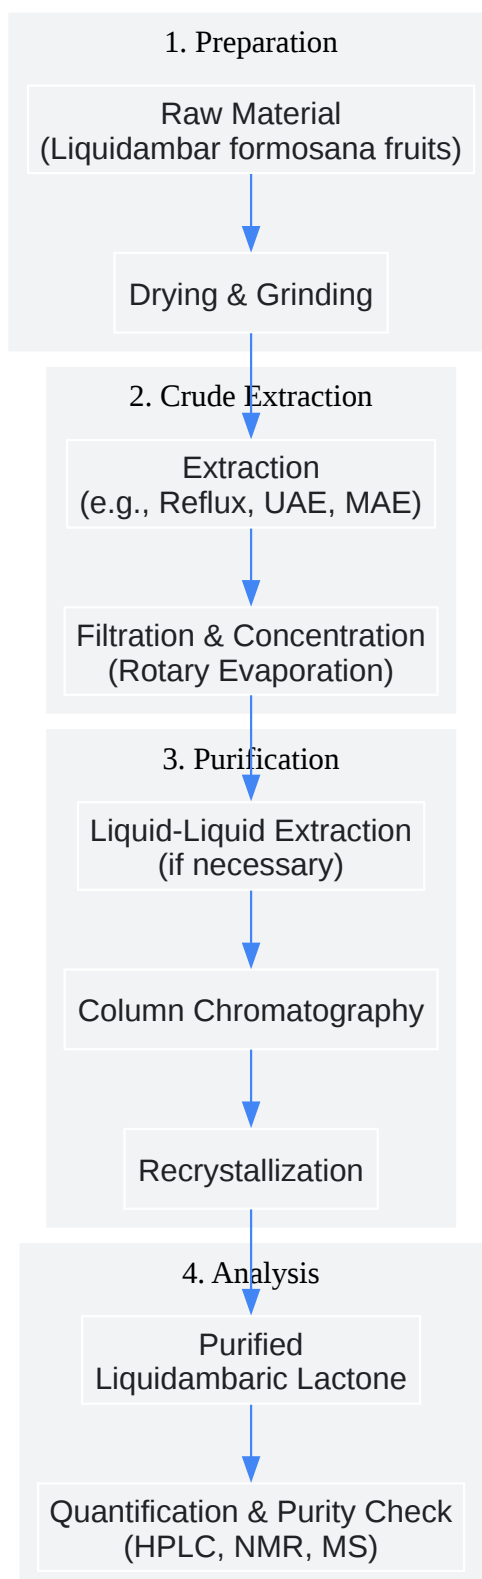 1. Preparation
Raw Material
(Liquidambar formosana fruits)
Drying & Grinding
2. Crude Extraction
Extraction
(e.g., Reflux, UAE, MAE)
Filtration & Concentration
(Rotary Evaporation)
3. Purification
Liquid-Liquid Extraction
(if necessary)
Column Chromatography
Recrystallization
4. Analysis
Purified
Liquidambaric Lactone
Quantification & Purity Check
(HPLC, NMR, MS)